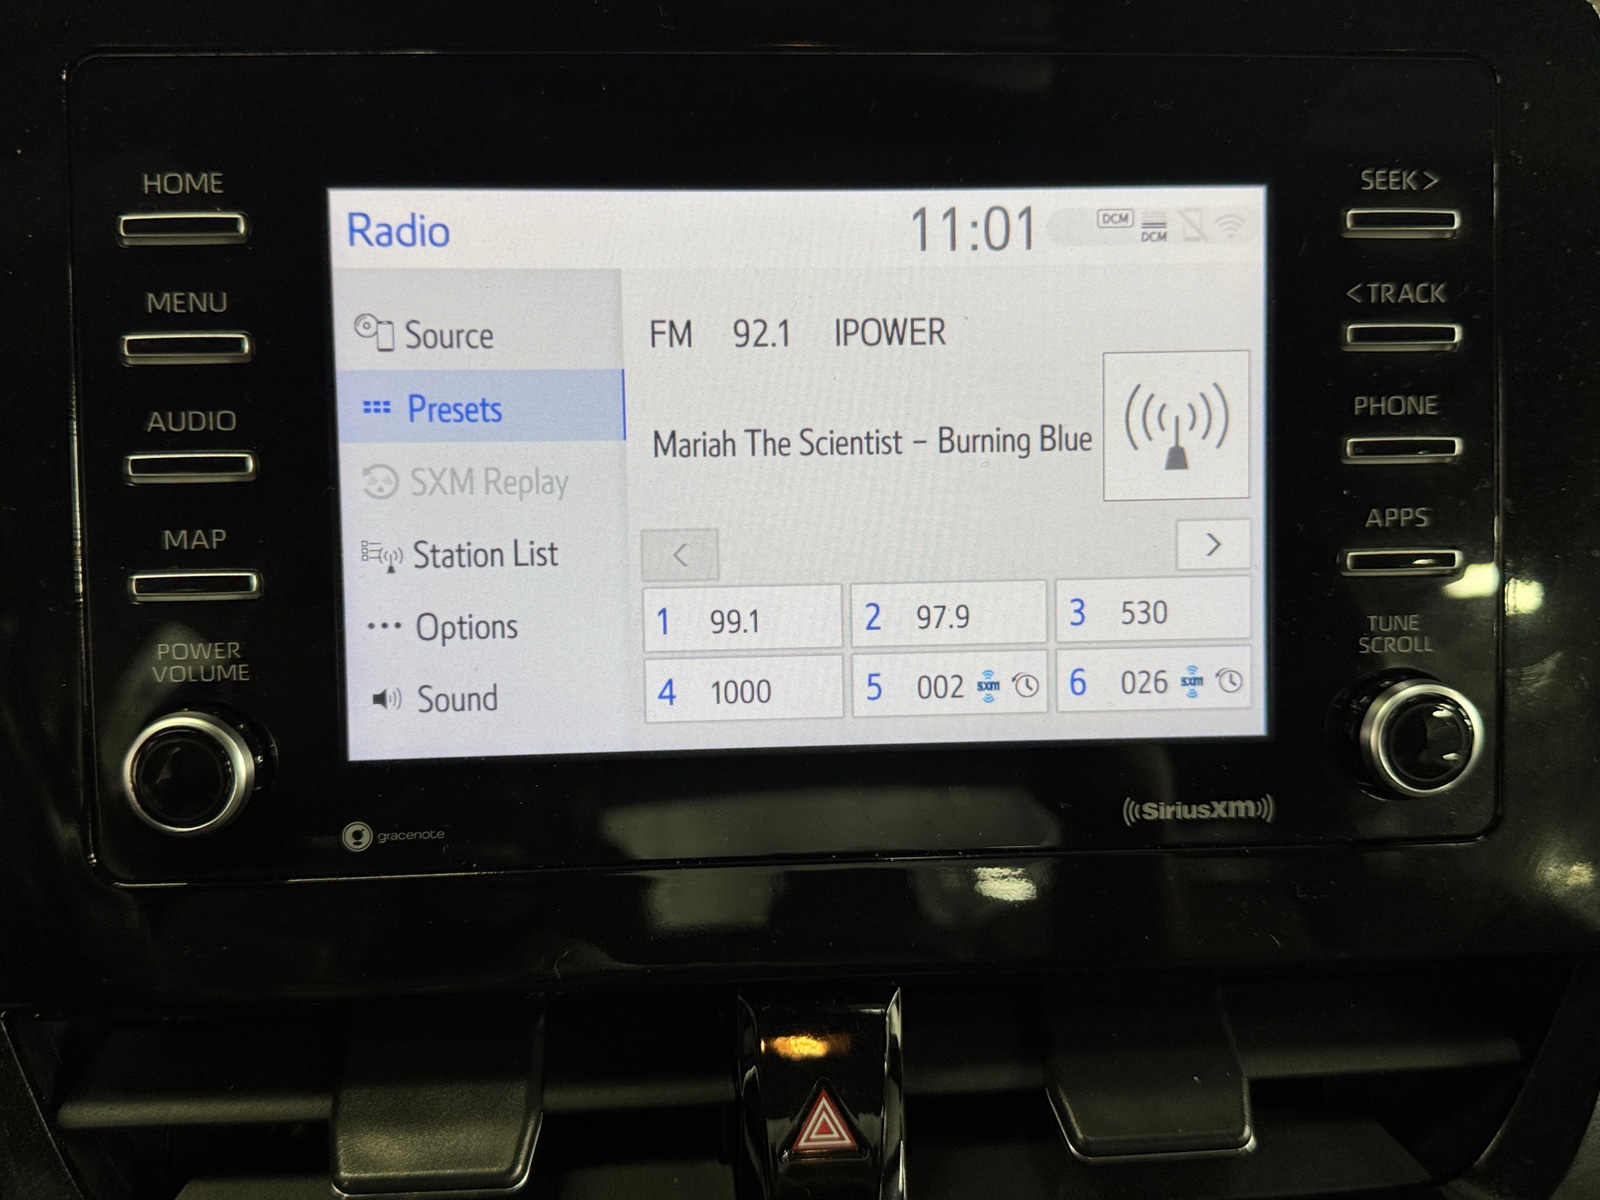 HOME
MENU
AUDIO
MAP
POWER
VOLUME
Radio
11:01
DCM
DCM
Source
Presets
SXM Replay
Station List
Options
Sound
FM 92.1 IPOWER
Mariah The Scientist – Burning Blue
<
>
1 99.1
2 97.9
3 530
4 1000
5 002 SXM
6 026 SXM
SEEK >
< TRACK
PHONE
APPS
TUNE
SCROLL
gracenote
((SiriusXM))